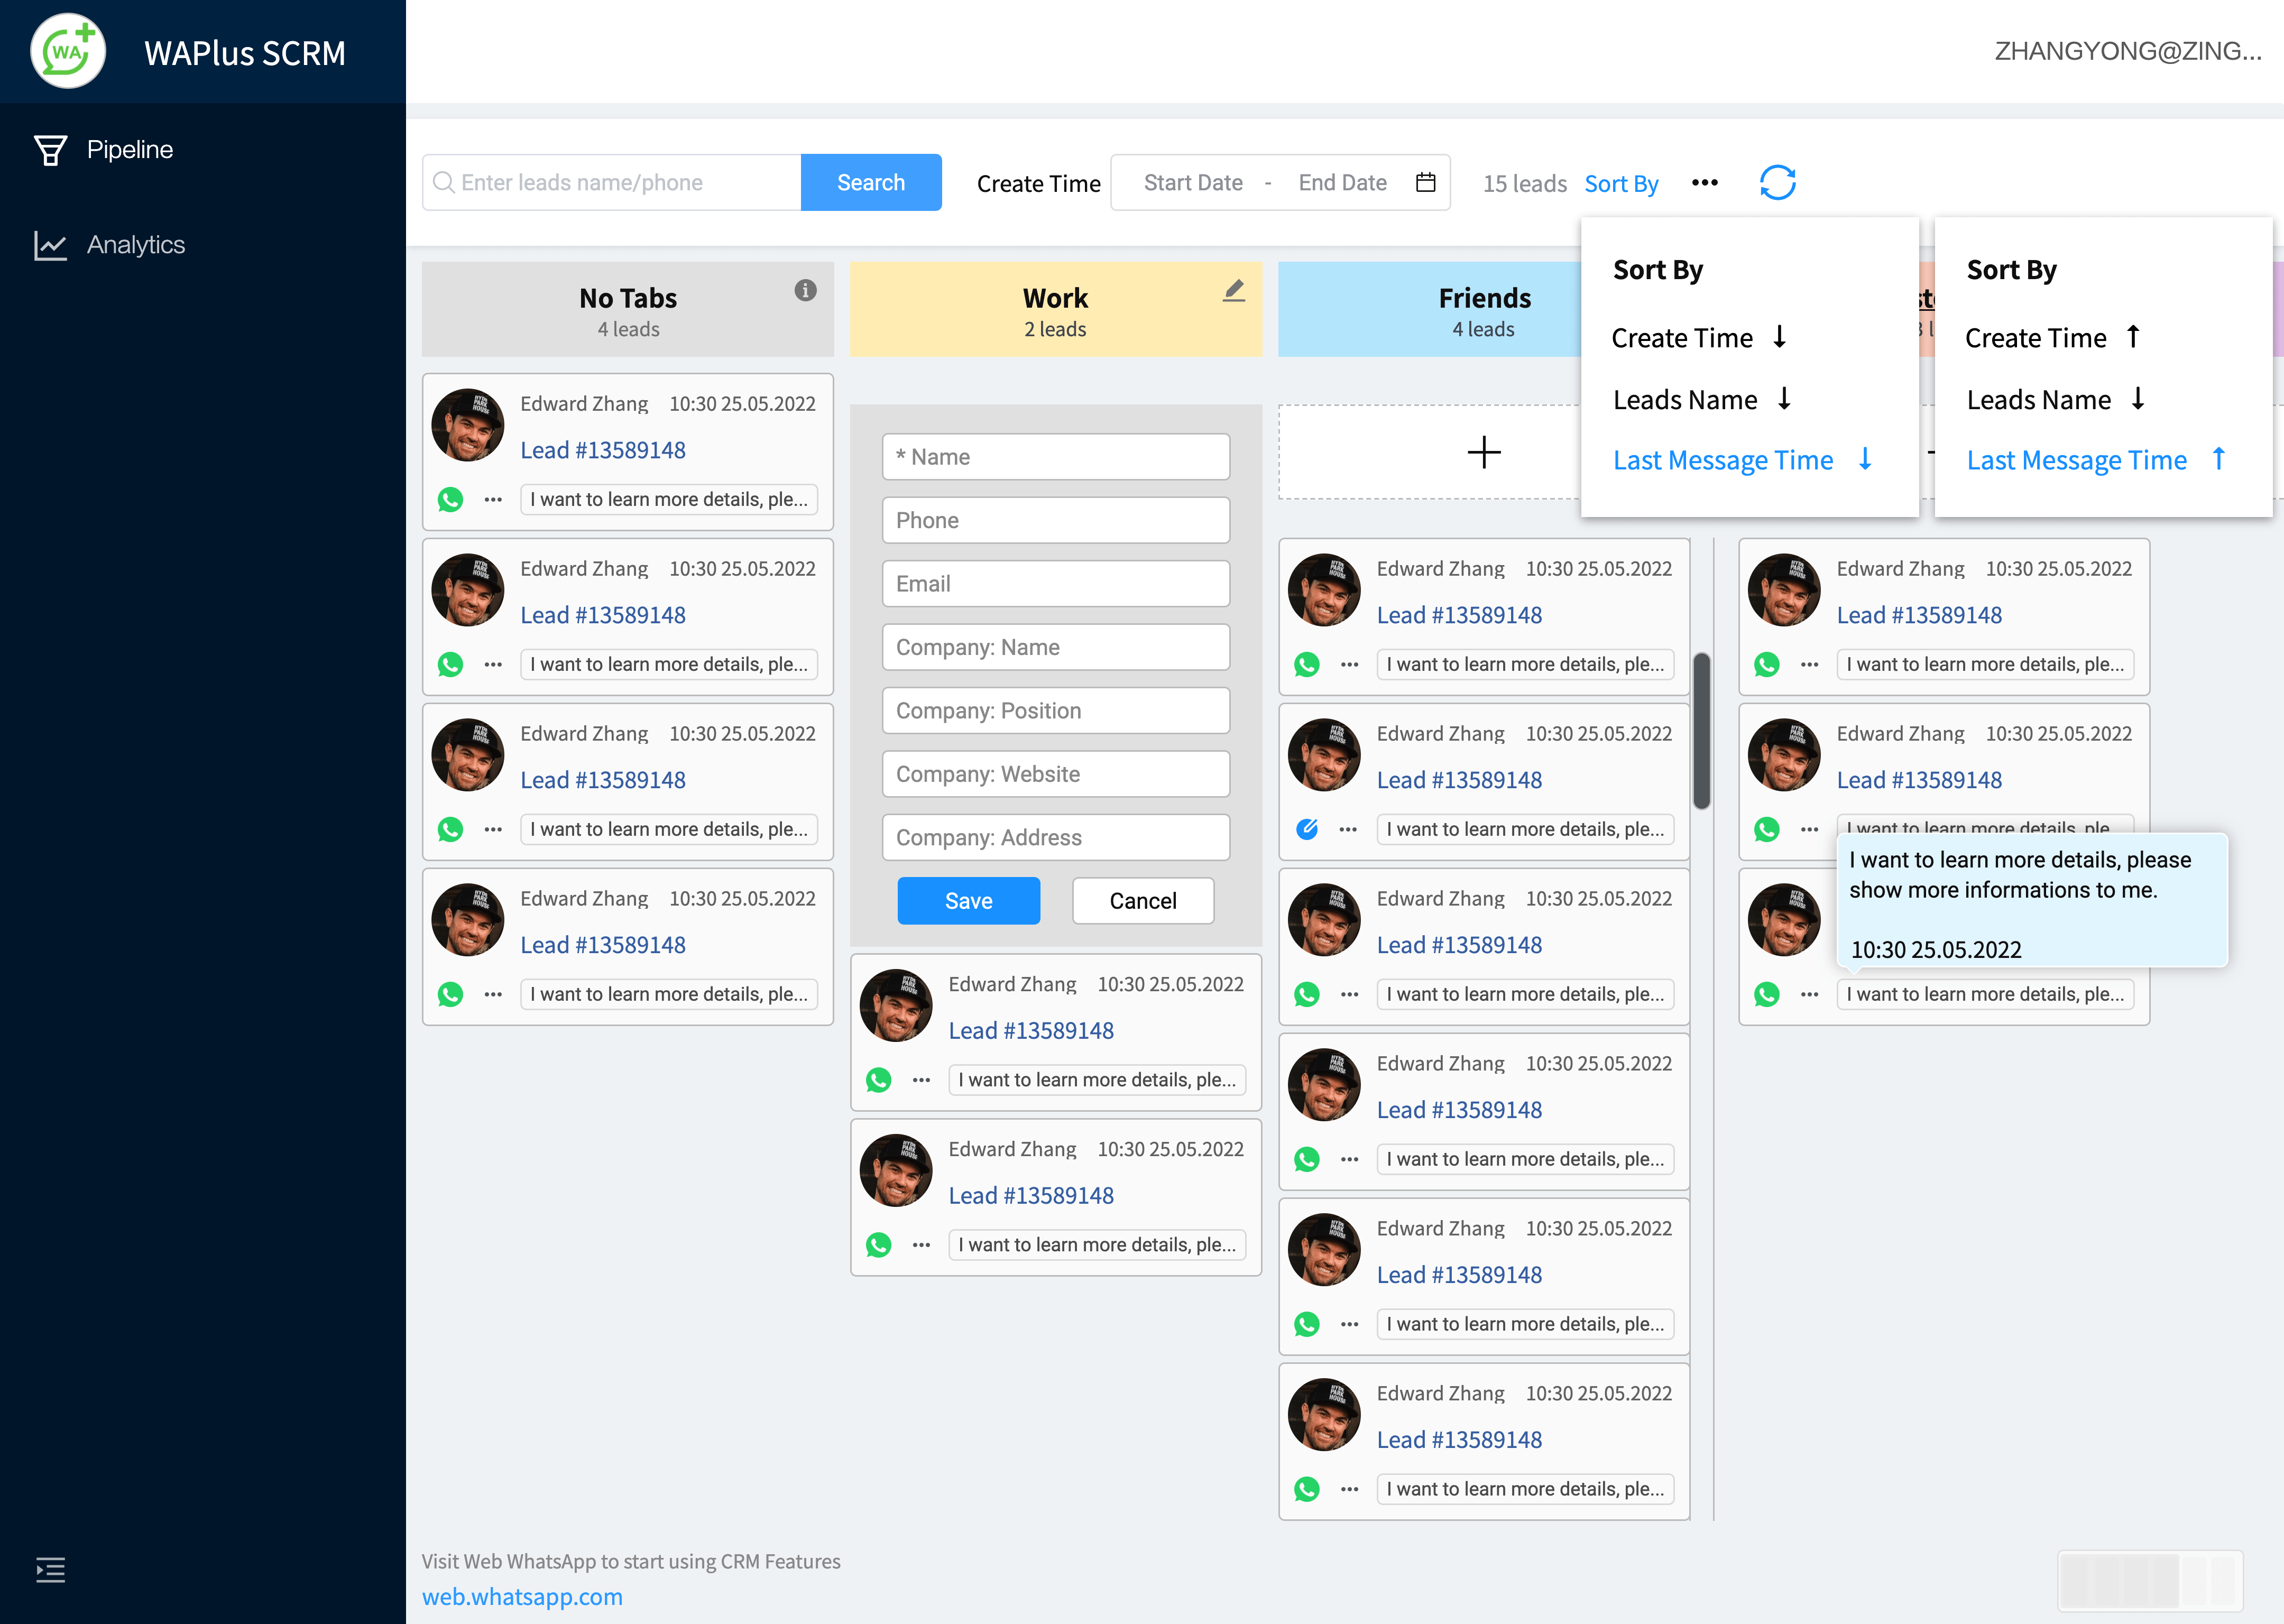 WA
WAPlus SCRM
ZHANGYONG@ZING...
Pipeline
Analytics
Enter leads name/phone
Search
Create Time
Start Date - End Date
15 leads
Sort By
•••
No Tabs
4 leads
Work
2 leads
Friends
4 leads
Sort By
Create Time ↓
Leads Name ↓
Last Message Time ↓
Sort By
Create Time ↑
Leads Name ↓
Last Message Time ↑
Edward Zhang 10:30 25.05.2022
Lead #13589148
I want to learn more details, ple...
Edward Zhang 10:30 25.05.2022
Lead #13589148
I want to learn more details, ple...
Edward Zhang 10:30 25.05.2022
Lead #13589148
I want to learn more details, ple...
Edward Zhang 10:30 25.05.2022
Lead #13589148
I want to learn more details, ple...
* Name
Phone
Email
Company: Name
Company: Position
Company: Website
Company: Address
Save
Cancel
Edward Zhang 10:30 25.05.2022
Lead #13589148
I want to learn more details, ple...
Edward Zhang 10:30 25.05.2022
Lead #13589148
I want to learn more details, ple...
Edward Zhang 10:30 25.05.2022
Lead #13589148
I want to learn more details, ple...
Edward Zhang 10:30 25.05.2022
Lead #13589148
I want to learn more details, ple...
Edward Zhang 10:30 25.05.2022
Lead #13589148
I want to learn more details, ple...
Edward Zhang 10:30 25.05.2022
Lead #13589148
I want to learn more details, ple...
Edward Zhang 10:30 25.05.2022
Lead #13589148
I want to learn more details, ple...
Edward Zhang 10:30 25.05.2022
Lead #13589148
I want to learn more details, ple...
Edward Zhang 10:30 25.05.2022
Lead #13589148
I want to learn more details, ple...
Edward Zhang 10:30 25.05.2022
Lead #13589148
I want to learn more details, ple
I want to learn more details, please
show more informations to me.
10:30 25.05.2022
I want to learn more details, ple...
Visit Web WhatsApp to start using CRM Features
web.whatsapp.com